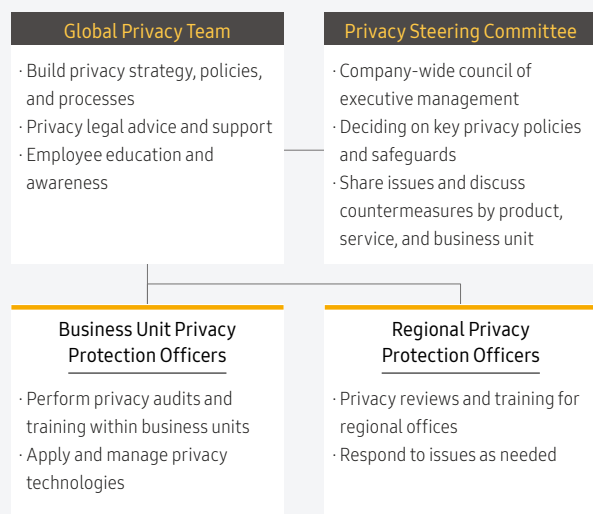 Global Privacy Team
· Build privacy strategy, policies,
and processes
· Privacy legal advice and support
· Employee education and
awareness
Privacy Steering Committee
· Company-wide council of
executive management
· Deciding on key privacy policies
and safeguards
· Share issues and discuss
countermeasures by product,
service, and business unit
Business Unit Privacy
Protection Officers
· Perform privacy audits and
training within business units
· Apply and manage privacy
technologies
Regional Privacy
Protection Officers
· Privacy reviews and training for
regional offices
· Respond to issues as needed